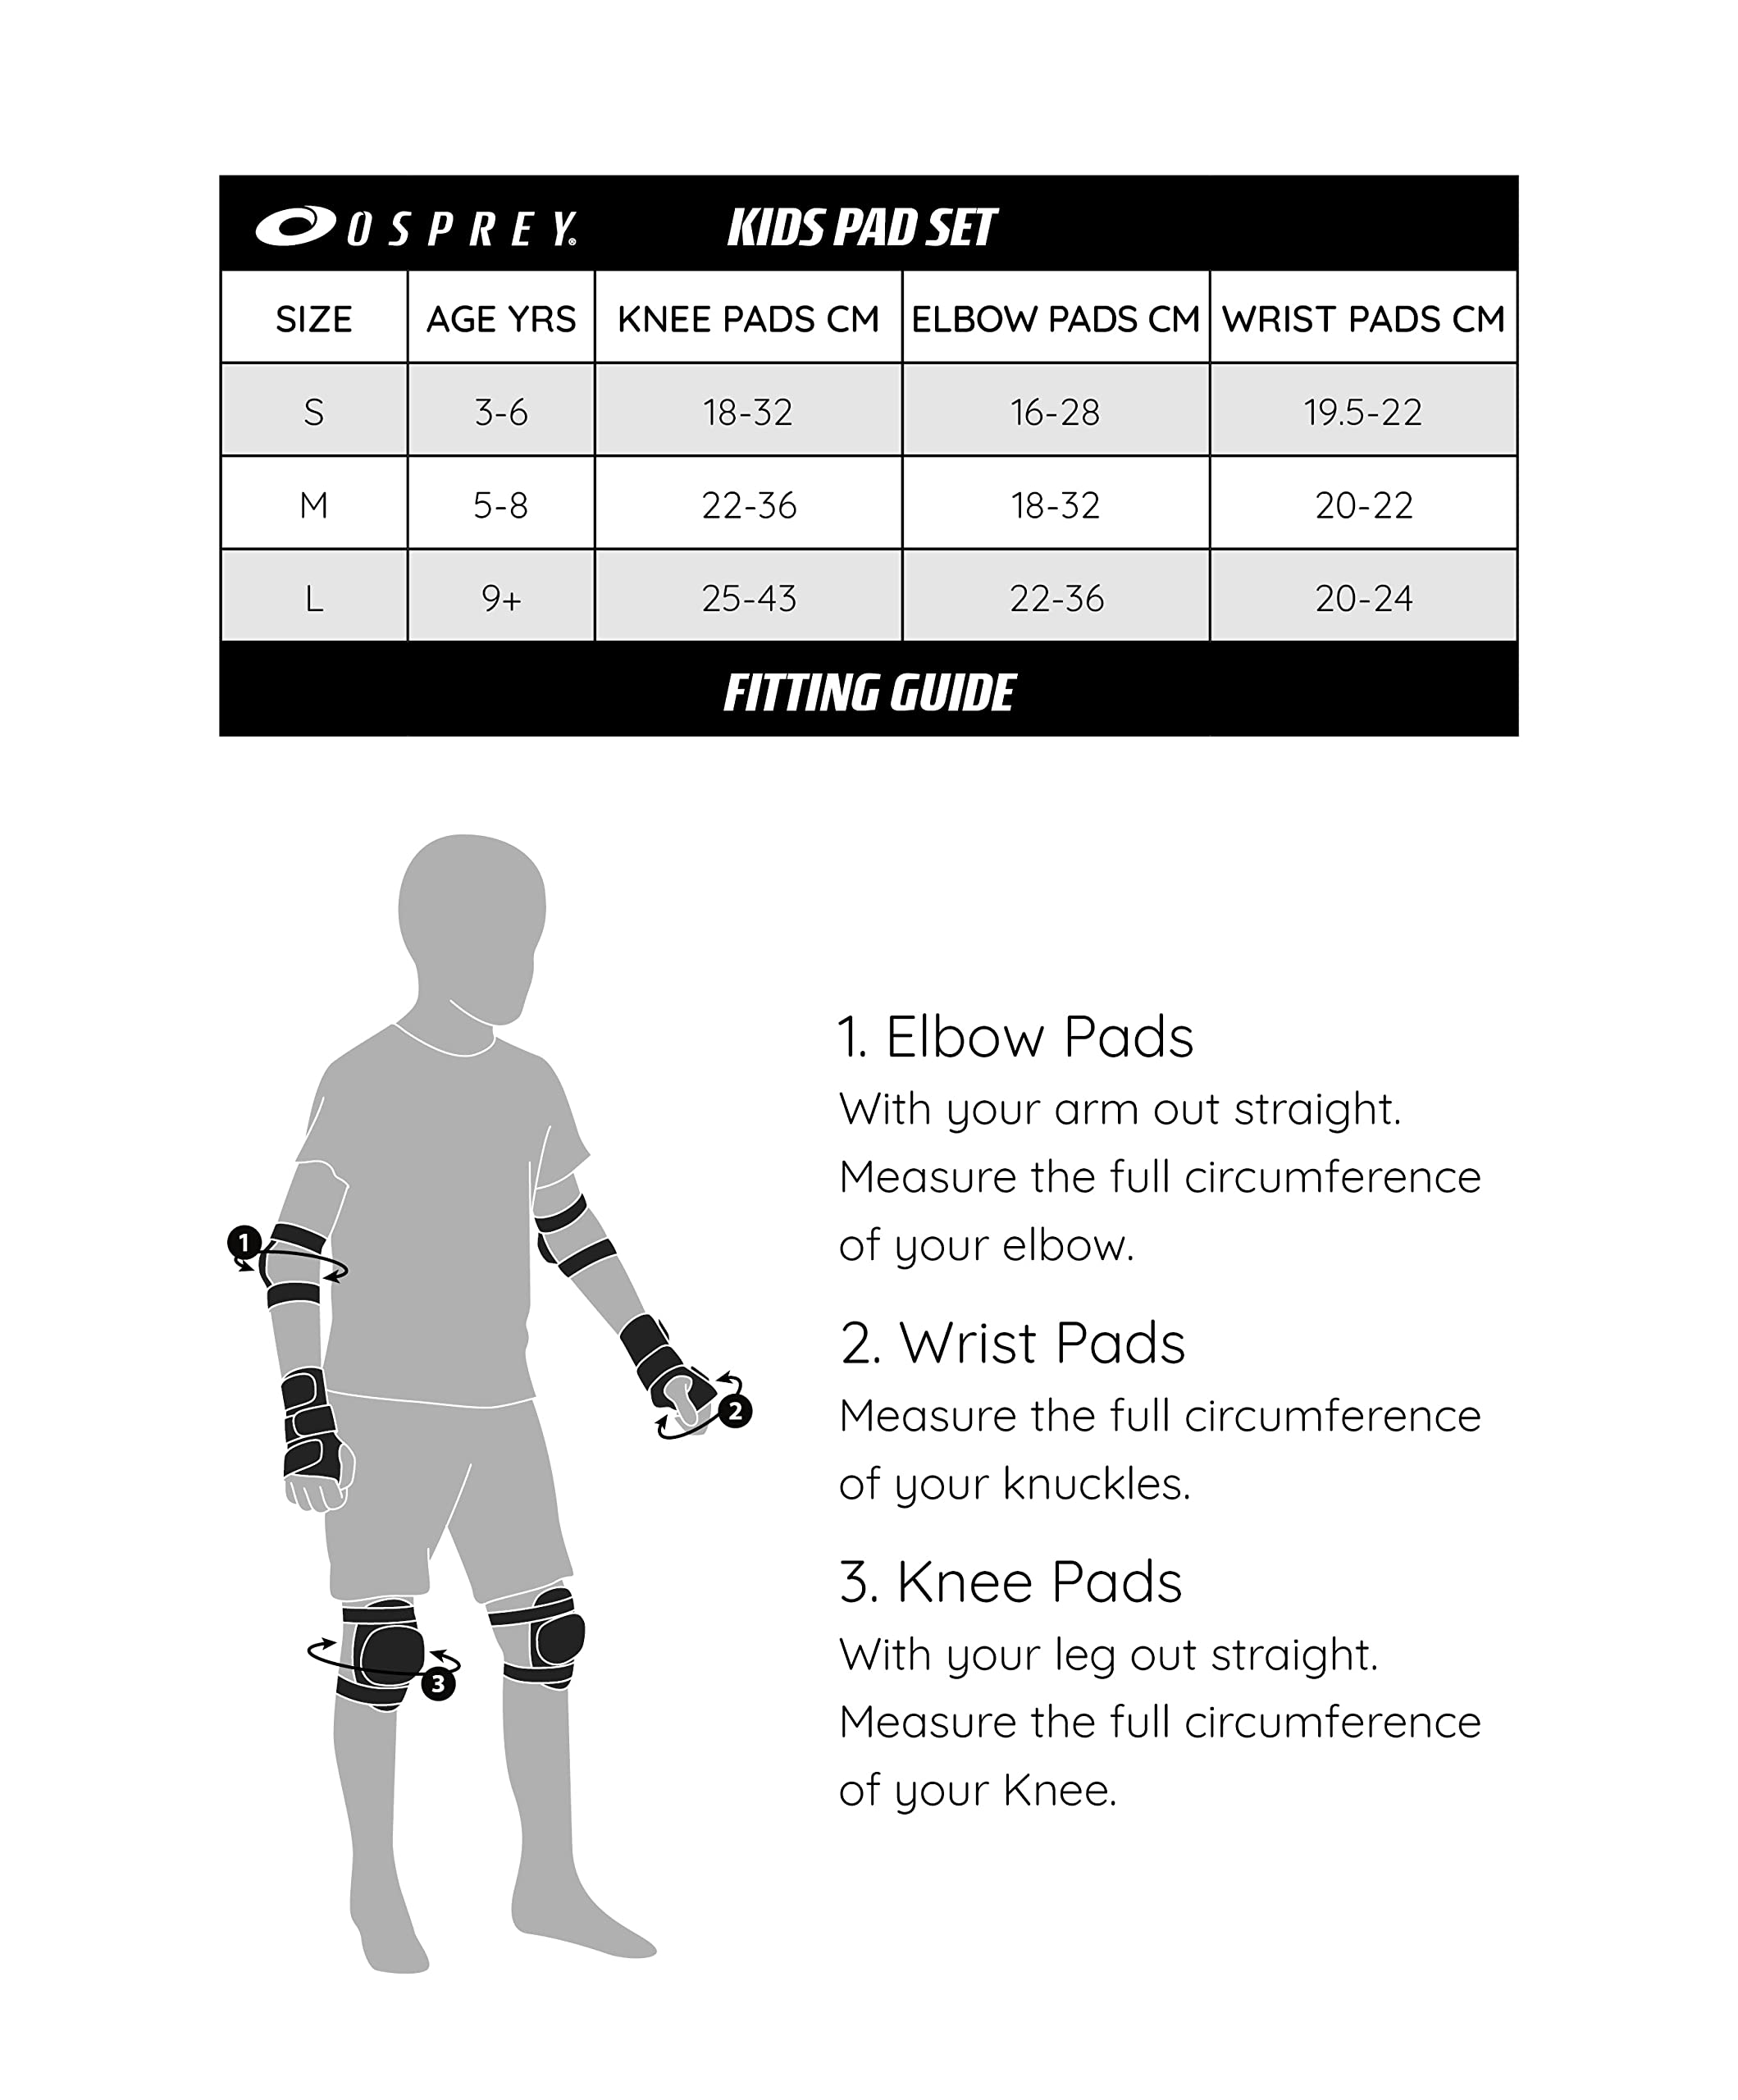 OSPREY® KIDS PAD SET
SIZE AGE YRS KNEE PADS CM ELBOW PADS CM WRIST PADS CM
S 3-6 18-32 16-28 19.5-22
M 5-8 22-36 18-32 20-22
L 9+ 25-43 22-36 20-24
FITTING GUIDE
1
2
3
1. Elbow Pads
With your arm out straight.
Measure the full circumference
of your elbow.
2. Wrist Pads
Measure the full circumference
of your knuckles.
3. Knee Pads
With your leg out straight.
Measure the full circumference
of your Knee.